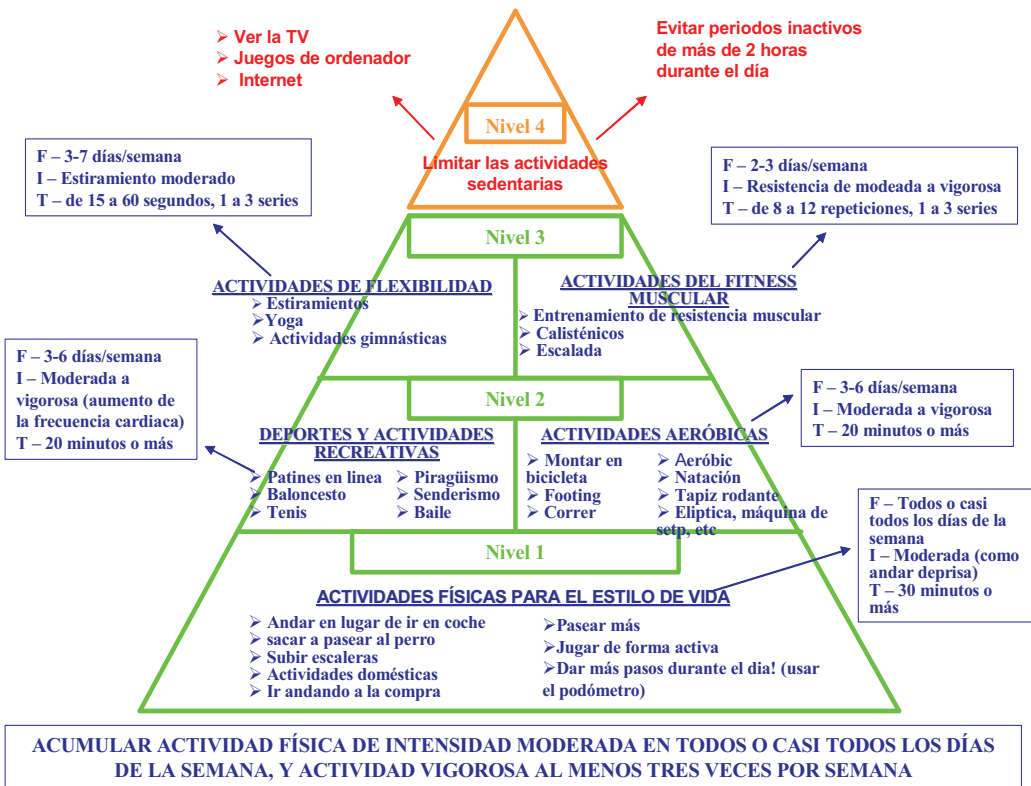 ➢ Ver la TV
➢ Juegos de ordenador
➢ Internet
Evitar periodos inactivos
de más de 2 horas
durante el día
Nivel 4
Limitar las actividades
sedentarias
F – 3-7 días/semana
I – Estiramiento moderado
T – de 15 a 60 segundos, 1 a 3 series
F – 2-3 días/semana
I – Resistencia de modeada a vigorosa
T – de 8 a 12 repeticiones, 1 a 3 series
Nivel 3
ACTIVIDADES DE FLEXIBILIDAD
➢ Estiramientos
➢ Yoga
➢ Actividades gimnásticas
ACTIVIDADES DEL FITNESS
MUSCULAR
➢ Entrenamiento de resistencia muscular
➢ Calisténicos
➢ Escalada
F – 3-6 días/semana
I – Moderada a
vigorosa (aumento de
la frecuencia cardiaca)
T – 20 minutos o más
F – 3-6 días/semana
I – Moderada a vigorosa
T – 20 minutos o más
Nivel 2
DEPORTES Y ACTIVIDADES
RECREATIVAS
➢ Patines en linea
➢ Baloncesto
➢ Tenis
➢ Piragüismo
➢ Senderismo
➢ Baile
ACTIVIDADES AERÓBICAS
➢ Montar en
bicicleta
➢ Footing
➢ Correr
➢ Aeróbic
➢ Natación
➢ Tapiz rodante
➢ Eliptica, máquina de
setp, etc
F – Todos o casi
todos los días de la
semana
I – Moderada (como
andar deprisa)
T – 30 minutos o
más
Nivel 1
ACTIVIDADES FÍSICAS PARA EL ESTILO DE VIDA
➢ Andar en lugar de ir en coche
➢ sacar a pasear al perro
➢ Subir escaleras
➢ Actividades domésticas
➢ Ir andando a la compra
➢ Pasear más
➢ Jugar de forma activa
➢ Dar más pasos durante el dia! (usar
el podómetro)
ACUMULAR ACTIVIDAD FÍSICA DE INTENSIDAD MODERADA EN TODOS O CASI TODOS LOS DÍAS
DE LA SEMANA, Y ACTIVIDAD VIGOROSA AL MENOS TRES VECES POR SEMANA